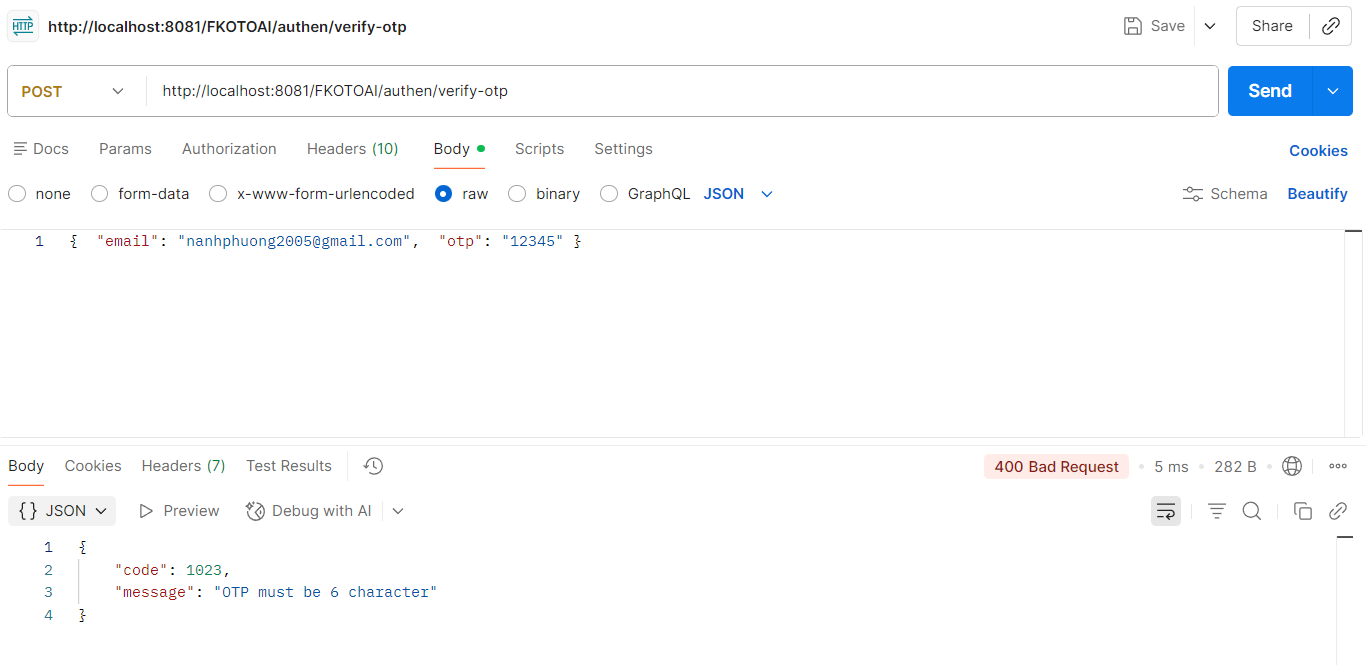 HTTP http://localhost:8081/FKOTOAI/authen/verify-otp Save Share
POST http://localhost:8081/FKOTOAI/authen/verify-otp Send
Docs Params Authorization Headers (10) Body Scripts Settings Cookies
none form-data x-www-form-urlencoded raw binary GraphQL JSON Schema Beautify
1 { "email": "nanhphuong2005@gmail.com", "otp": "12345" }
Body Cookies Headers (7) Test Results 400 Bad Request • 5 ms • 282 B •
{} JSON Preview Debug with AI
1 {
2 "code": 1023,
3 "message": "OTP must be 6 character"
4 }